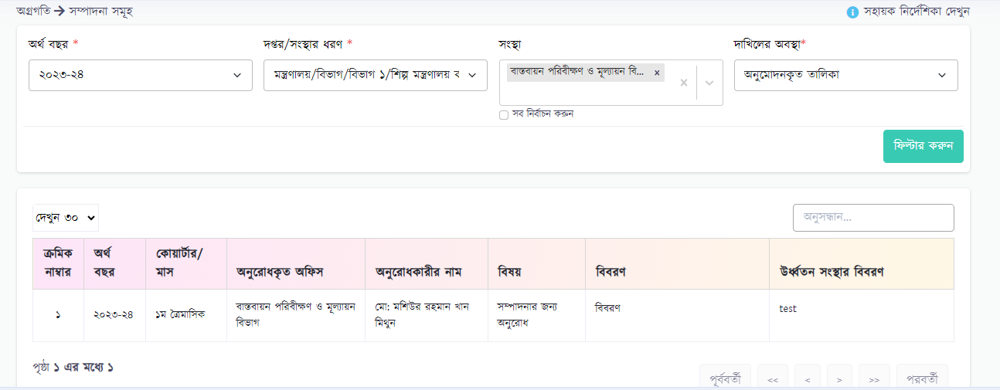 অগ্রগতি → সম্পাদনা সমূহ
সহায়ক নির্দেশিকা দেখুন
অর্থ বছর *
দপ্তর/সংস্থার ধরণ *
সংস্থা
দাখিলের অবস্থা*
২০২৩-২৪
মন্ত্রণালয়/বিভাগ/বিভাগ ১/শিল্প মন্ত্রণালয় ব
বাস্তবায়ন পরিবীক্ষণ ও মূল্যায়ন বি... ×
অনুমোদনকৃত তালিকা
সব নির্বাচন করুন
ফিল্টার করুন
দেখুন ৩০
অনুসন্ধান...
ক্রমিক নাম্বার
অর্থ বছর
কোয়ার্টার/ মাস
অনুরোধকৃত অফিস
অনুরোধকারীর নাম
বিষয়
বিবরণ
উর্ধ্বতন সংস্থার বিবরণ
১
২০২৩-২৪
১ম ত্রৈমাসিক
বাস্তবায়ন পরিবীক্ষণ ও মূল্যায়ন
বিভাগ
মো: মশিউর রহমান খান
মিথুন
সম্পাদনার জন্য
অনুরোধ
বিবরণ
test
পৃষ্ঠা ১ এর মধ্যে ১
পূর্ববর্তী << < > >> পরবর্তী